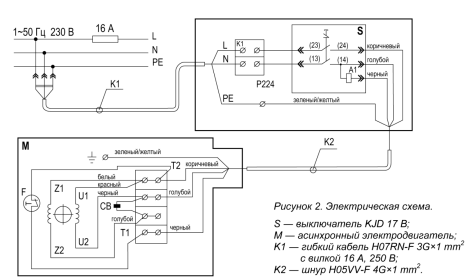 1~50 Гц 230 В
16 А
L
N
PE
K1
L
N
K1
P224
PE
зеленый/желтый
S
(23)
(24)
(13)
(14)
A1
коричневый
голубой
черный
K2
M
зеленый/желтый
T2
коричневый
белый
красный
черный
голубой
CB
голубой
T1
черный
F
Z1
U1
Z2
U2
Рисунок 2. Электрическая схема.
S — выключатель KJD 17 В;
M — асинхронный электродвигатель;
K1 — гибкий кабель H07RN-F 3G×1 mm²
с вилкой 16 А, 250 В;
K2 — шнур H05VV-F 4G×1 mm².